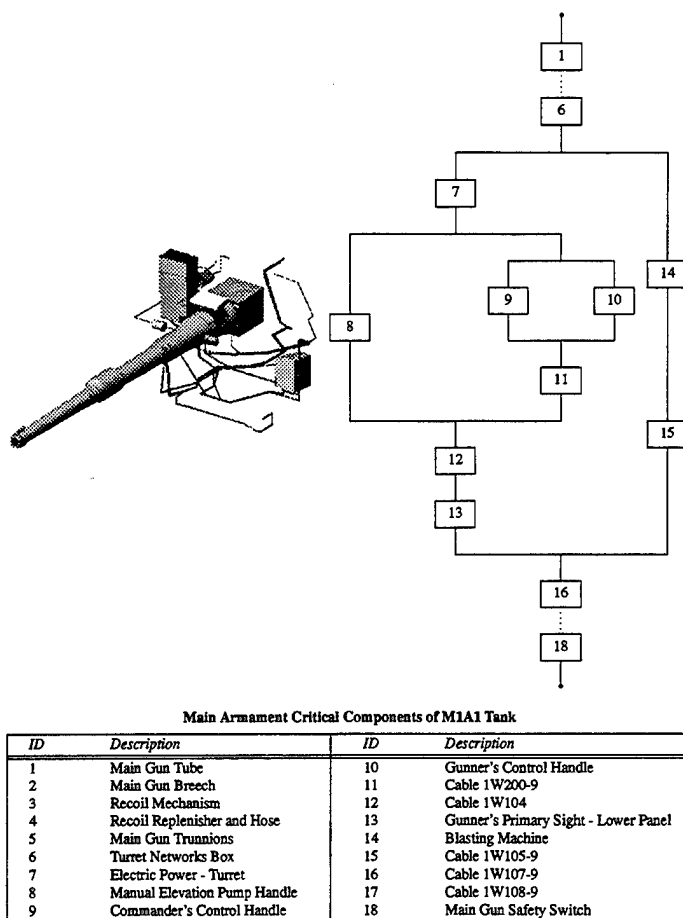 1
6
7
14
9
10
8
11
15
12
13
16
18
Main Armament Critical Components of M1A1 Tank
ID Description ID Description
1 Main Gun Tube 10 Gunner's Control Handle
2 Main Gun Breech 11 Cable 1W200-9
3 Recoil Mechanism 12 Cable 1W104
4 Recoil Replenisher and Hose 13 Gunner's Primary Sight - Lower Panel
5 Main Gun Trunnions 14 Blasting Machine
6 Turret Networks Box 15 Cable 1W105-9
7 Electric Power - Turret 16 Cable 1W107-9
8 Manual Elevation Pump Handle 17 Cable 1W108-9
9 Commander's Control Handle 18 Main Gun Safety Switch